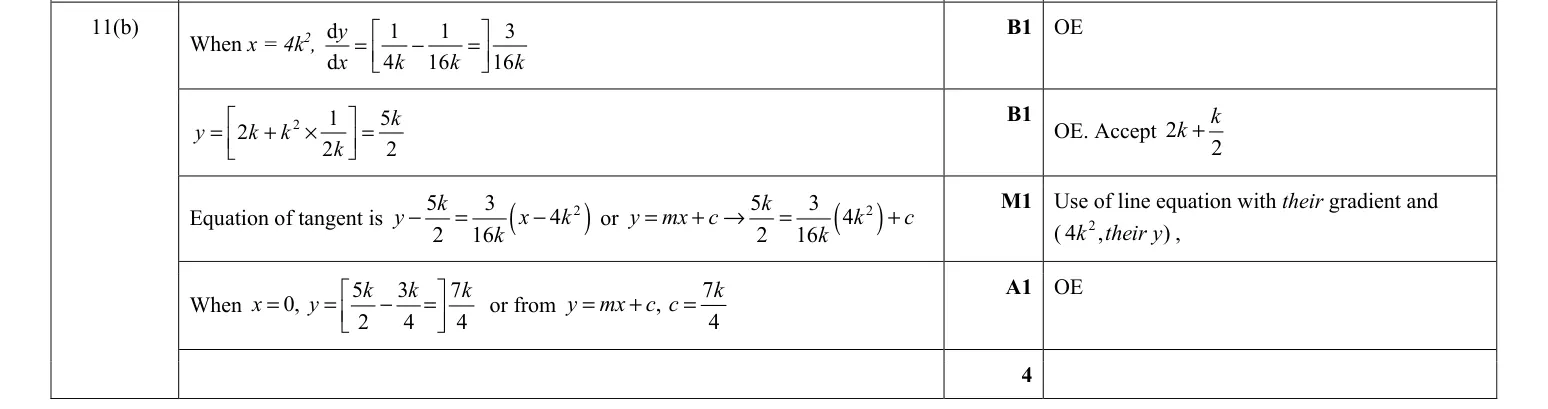 11(b)
When x = 4k², dy/dx = [1/4k − 1/16k =] 3/16k
B1
OE
y = [2k + k² × 1/2k] = 5k/2
B1
OE. Accept 2k + k/2
Equation of tangent is y − 5k/2 = 3/16k (x − 4k²) or y = mx + c → 5k/2 = 3/16k (4k²) + c
M1
Use of line equation with their gradient and
(4k², their y) ,
When x = 0, y = [5k/2 − 3k/4 =] 7k/4 or from y = mx + c, c = 7k/4
A1
OE
4